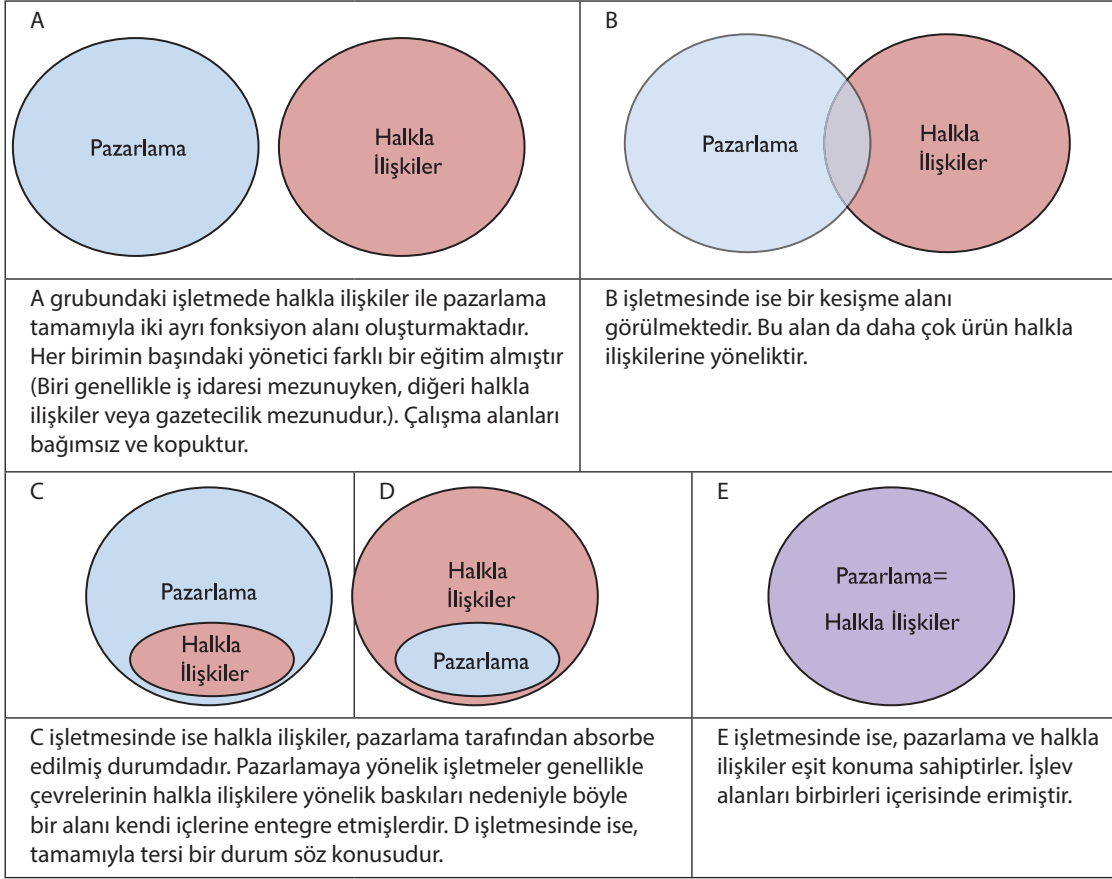 A
Pazarlama
Halkla
İlişkiler
B
Pazarlama
Halkla
İlişkiler
A grubundaki işletmede halkla ilişkiler ile pazarlama
tamamıyla iki ayrı fonksiyon alanı oluşturmaktadır.
Her birimin başındaki yönetici farklı bir eğitim almıştır
(Biri genellikle iş idaresi mezunuyken, diğeri halkla
ilişkiler veya gazetecilik mezunudur.). Çalışma alanları
bağımsız ve kopuktur.
B işletmesinde ise bir kesişme alanı
görülmektedir. Bu alan da daha çok ürün halkla
ilişkilerine yöneliktir.
C
Pazarlama
Halkla
İlişkiler
D
Halkla
İlişkiler
Pazarlama
E
Pazarlama=
Halkla İlişkiler
C işletmesinde ise halkla ilişkiler, pazarlama tarafından absorbe
edilmiş durumdadır. Pazarlamaya yönelik işletmeler genellikle
çevrelerinin halkla ilişkilere yönelik baskıları nedeniyle böyle
bir alanı kendi içlerine entegre etmişlerdir. D işletmesinde ise,
tamamıyla tersi bir durum söz konusudur.
E işletmesinde ise, pazarlama ve halkla
ilişkiler eşit konuma sahiptirler. İşlev
alanları birbirleri içerisinde erimiştir.